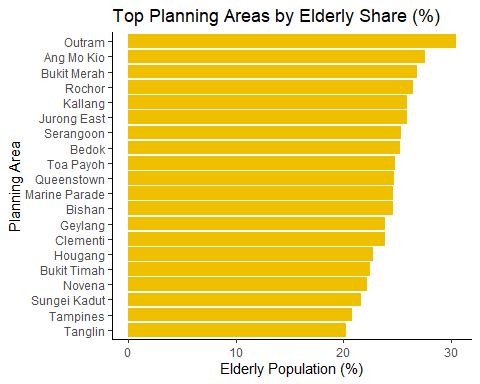 Top Planning Areas by Elderly Share (%)
Planning Area
Outram
Ang Mo Kio
Bukit Merah
Rochor
Kallang
Jurong East
Serangoon
Bedok
Toa Payoh
Queenstown
Marine Parade
Bishan
Geylang
Clementi
Hougang
Bukit Timah
Novena
Sungei Kadut
Tampines
Tanglin
0 10 20 30
Elderly Population (%)